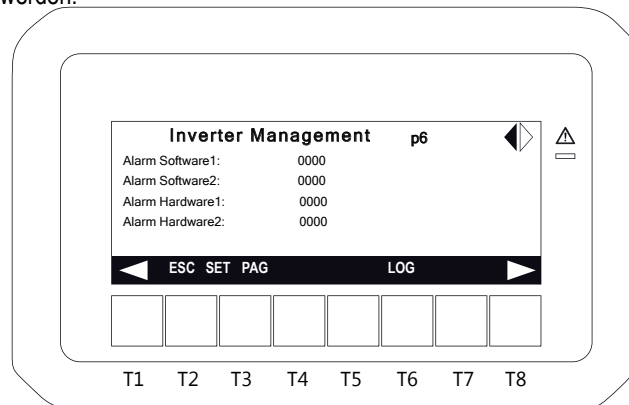 werden.
Inverter Management p6
Alarm Software1: 0000
Alarm Software2: 0000
Alarm Hardware1: 0000
Alarm Hardware2: 0000
ESC SET PAG LOG
T1 T2 T3 T4 T5 T6 T7 T8